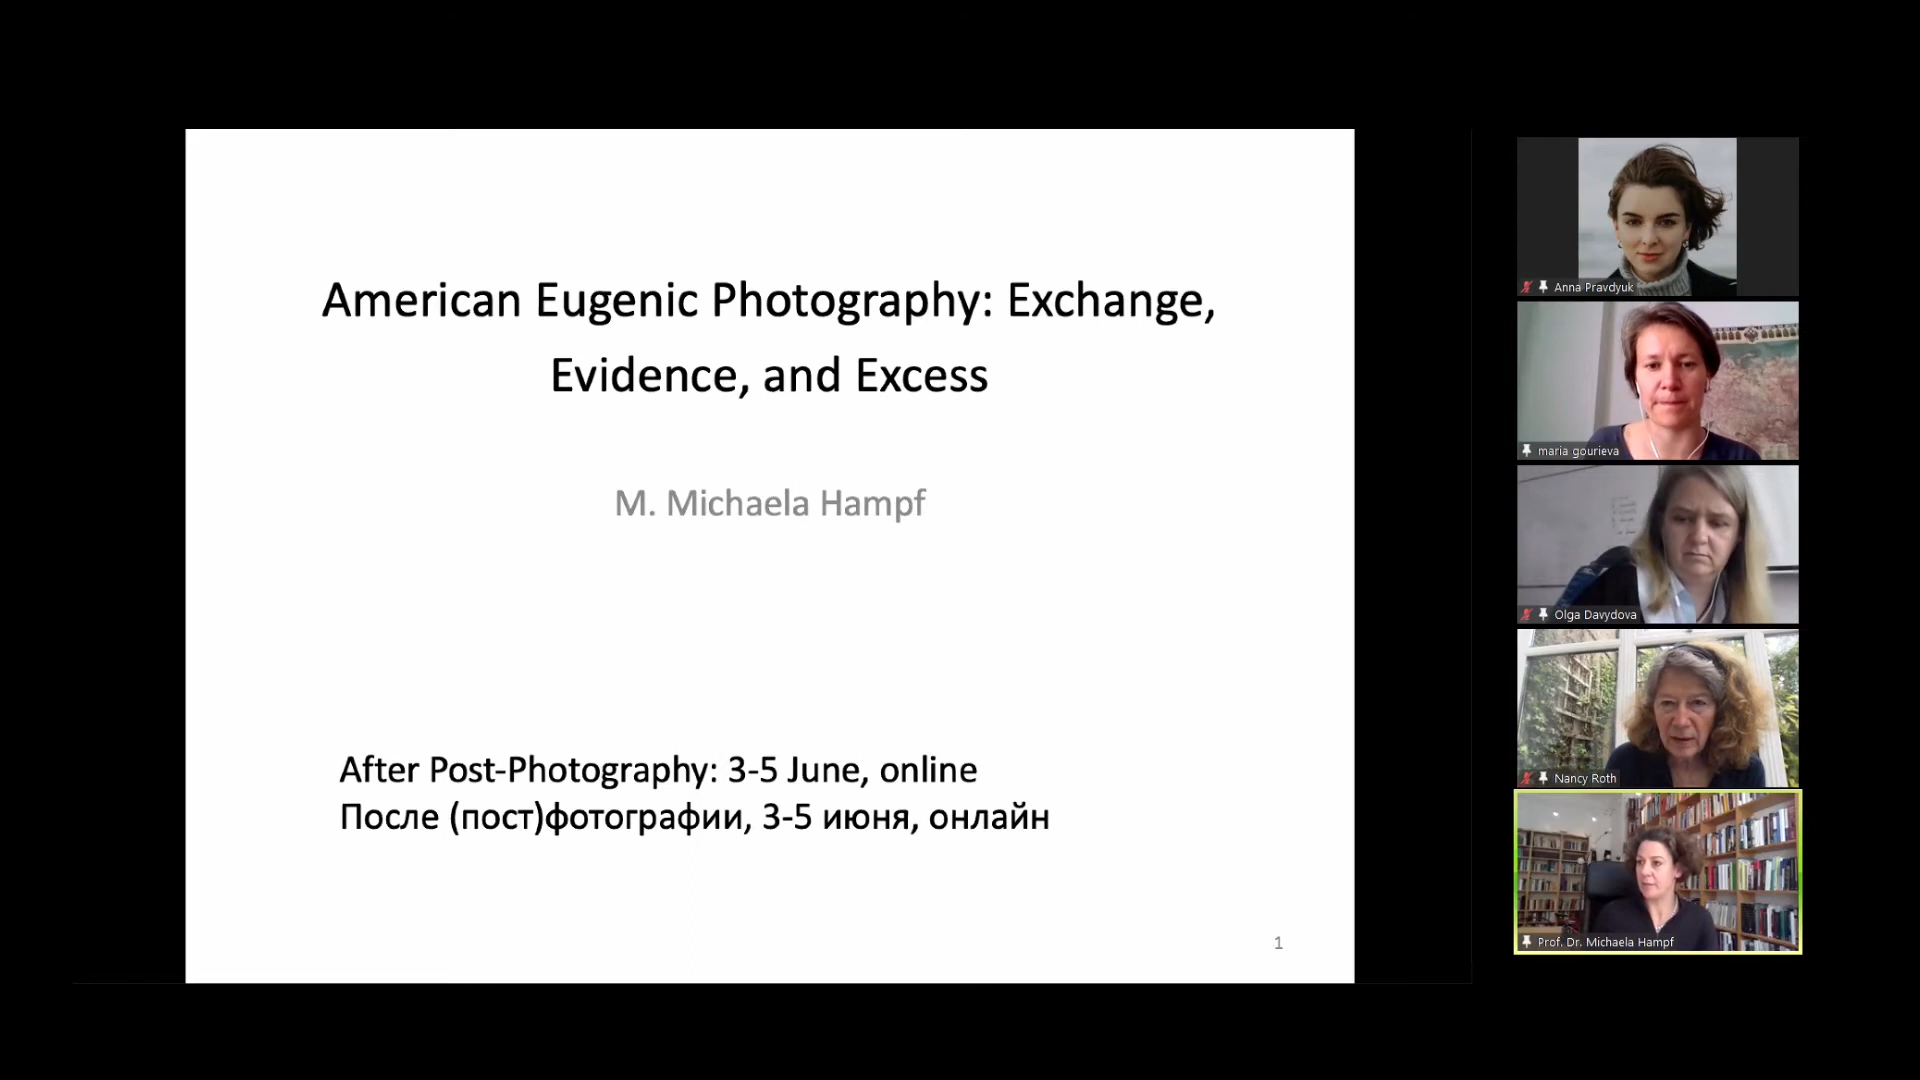 American Eugenic Photography: Exchange,
Evidence, and Excess
M. Michaela Hampf
After Post-Photography: 3-5 June, online
После (пост)фотографии, 3-5 июня, онлайн
1
Anna Pravdyuk
maria gourieva
Olga Davydova
Nancy Roth
Prof. Dr. Michaela Hampf